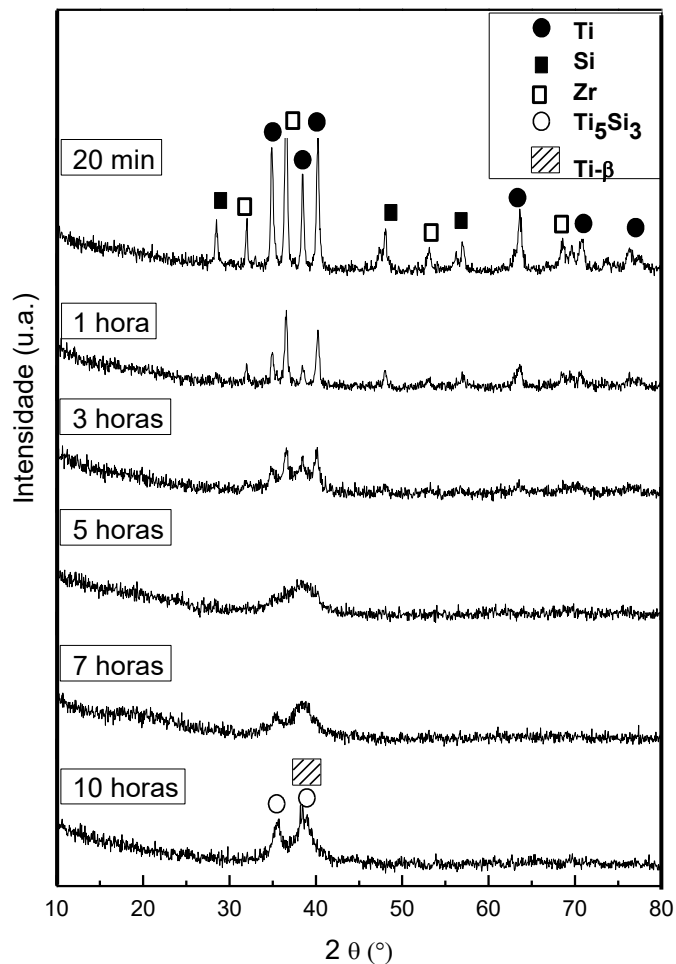 Ti
Si
Zr
Ti5Si3
Ti-β
20 min
1 hora
3 horas
5 horas
7 horas
10 horas
Intensidade (u.a.)
10 20 30 40 50 60 70 80
2 θ (°)